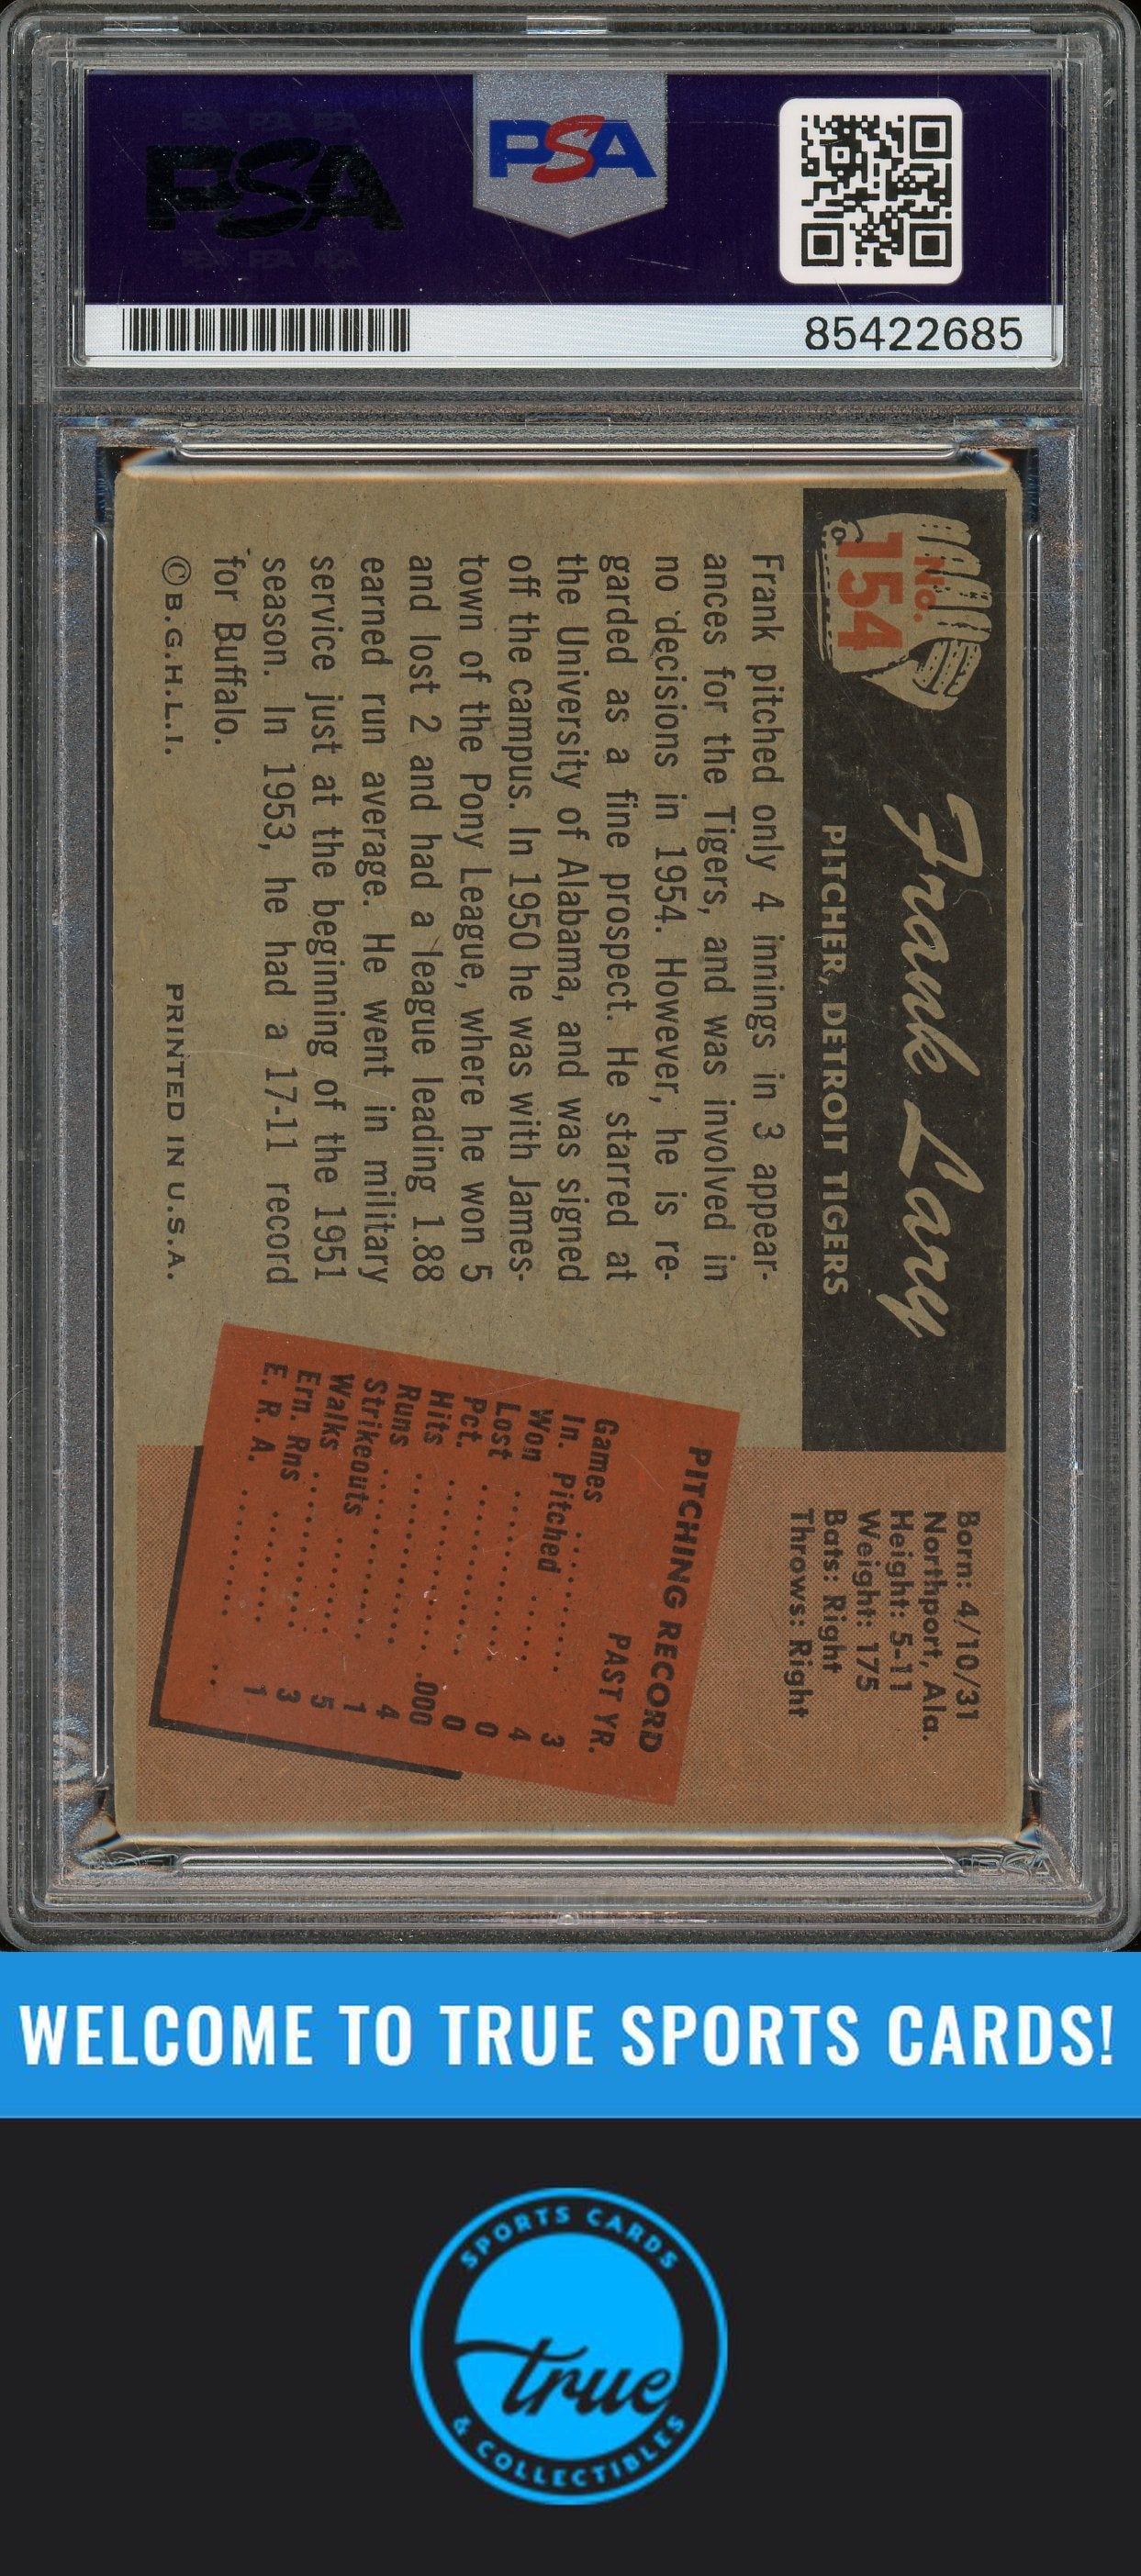 PSA
PSA
85422685
No.
154
Frank Lary
PITCHER, DETROIT TIGERS
Born: 4/10/31
Northport, Ala.
Height: 5-11
Weight: 175
Bats: Right
Throws: Right
Frank pitched only 4 innings in 3 appear-
ances for the Tigers, and was involved in
no decisions in 1954. However, he is re-
garded as a fine prospect. He starred at
the University of Alabama, and was signed
off the campus. In 1950 he was with James-
town of the Pony League, where he won 5
and lost 2 and had a league leading 1.88
earned run average. He went in military
service just at the beginning of the 1951
season. In 1953, he had a 17-11 record
for Buffalo.
© B.G.H.L.I. PRINTED IN U.S.A.
PITCHING RECORD
PAST YR.
Games .......... 3
In. Pitched ..... 4
Won .......... 0
Lost .......... 0
Pct. .......... .000
Hits .......... 4
Runs .......... 1
Strikeouts ...... 5
Walks .......... 3
Ern. Rns ........ 1
E. R. A. .......... ..
WELCOME TO TRUE SPORTS CARDS!
SPORTS CARDS
true
& COLLECTIBLES